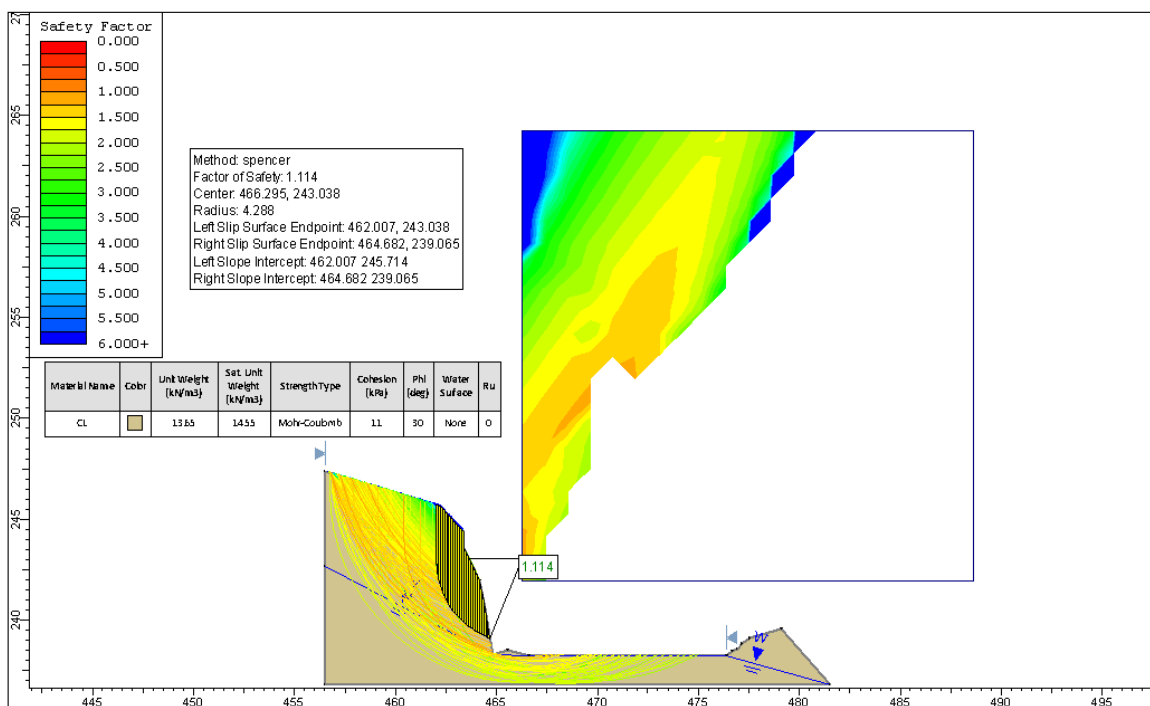 Safety Factor
0.000
0.500
1.000
1.500
2.000
2.500
3.000
3.500
4.000
4.500
5.000
5.500
6.000+
Method: spencer
Factor of Safety: 1.114
Center: 466.295, 243.038
Radius: 4.288
Left Slip Surface Endpoint: 462.007, 243.038
Right Slip Surface Endpoint: 464.682, 239.065
Left Slope Intercept: 462.007 245.714
Right Slope Intercept: 464.682 239.065
Material Name Color Unit Weight (kN/m3) Sat. Unit Weight (kN/m3) Strength Type Cohesion (kPa) Phi (deg) Water Surface Ru
CL 13.65 14.55 Mohr-Coulomb 11 30 None 0
1.114
W
27
265
260
255
250
245
240
445 450 455 460 465 470 475 480 485 490 495